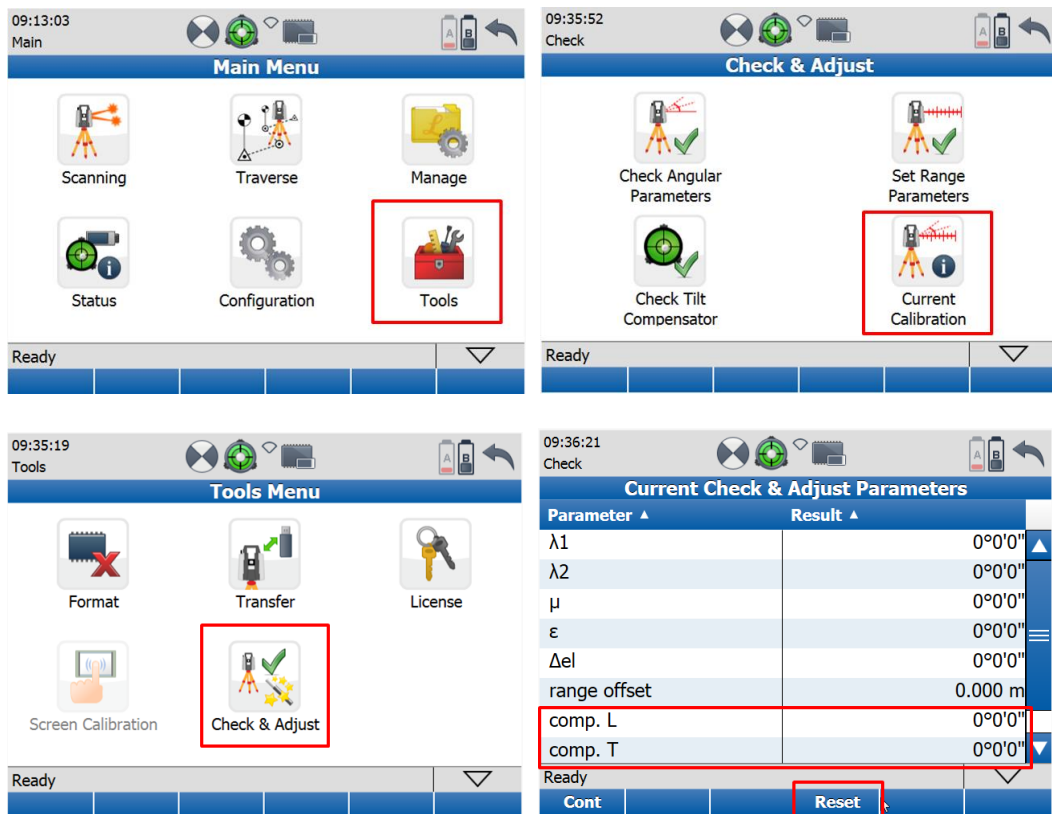 09:13:03
Main
A
B
Main Menu
Scanning
Traverse
Manage
Status
Configuration
Tools
Ready
09:35:52
Check
A
B
Check & Adjust
Check Angular
Parameters
Set Range
Parameters
Check Tilt
Compensator
Current
Calibration
Ready
09:35:19
Tools
A
B
Tools Menu
Format
Transfer
License
Screen Calibration
Check & Adjust
Ready
09:36:21
Check
A
B
Current Check & Adjust Parameters
Parameter Result
λ1 0°0'0"
λ2 0°0'0"
μ 0°0'0"
ε 0°0'0"
Δel 0°0'0"
range offset 0.000 m
comp. L 0°0'0"
comp. T 0°0'0"
Ready
Cont Reset